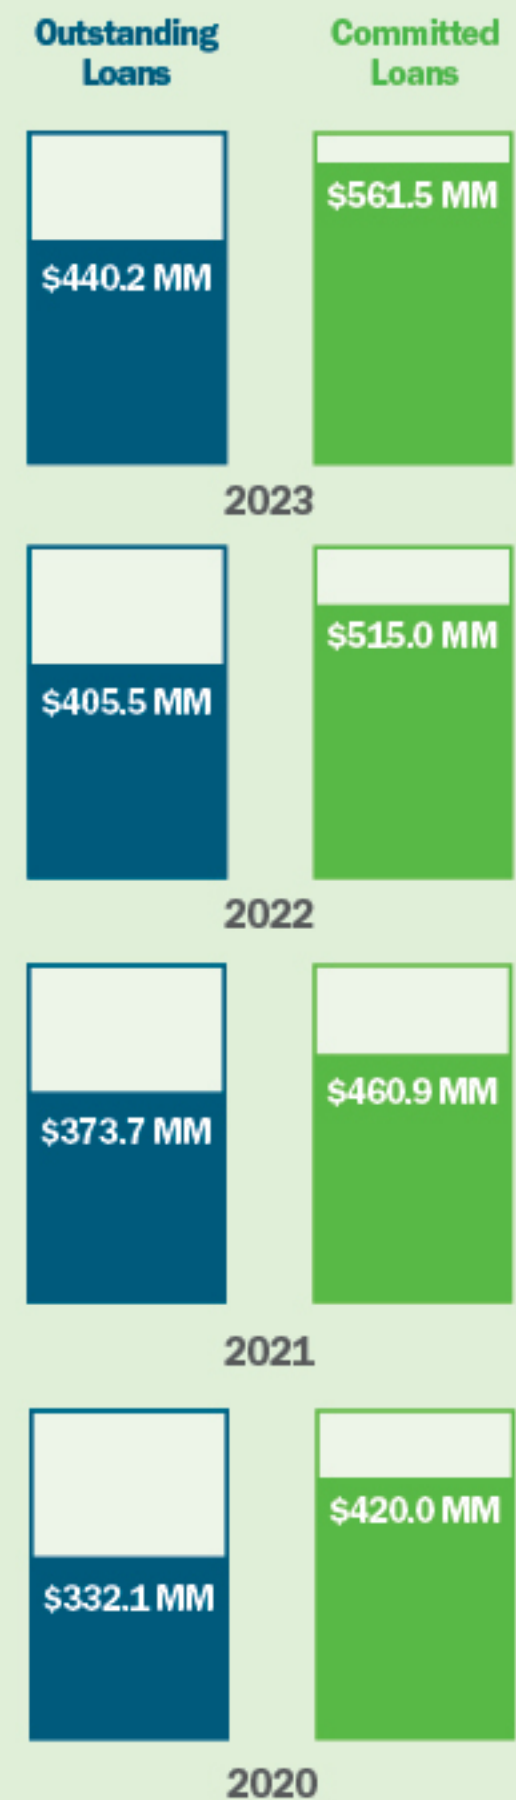 Outstanding
Loans
Committed
Loans
$440.2 MM
$561.5 MM
2023
$405.5 MM
$515.0 MM
2022
$373.7 MM
$460.9 MM
2021
$332.1 MM
$420.0 MM
2020